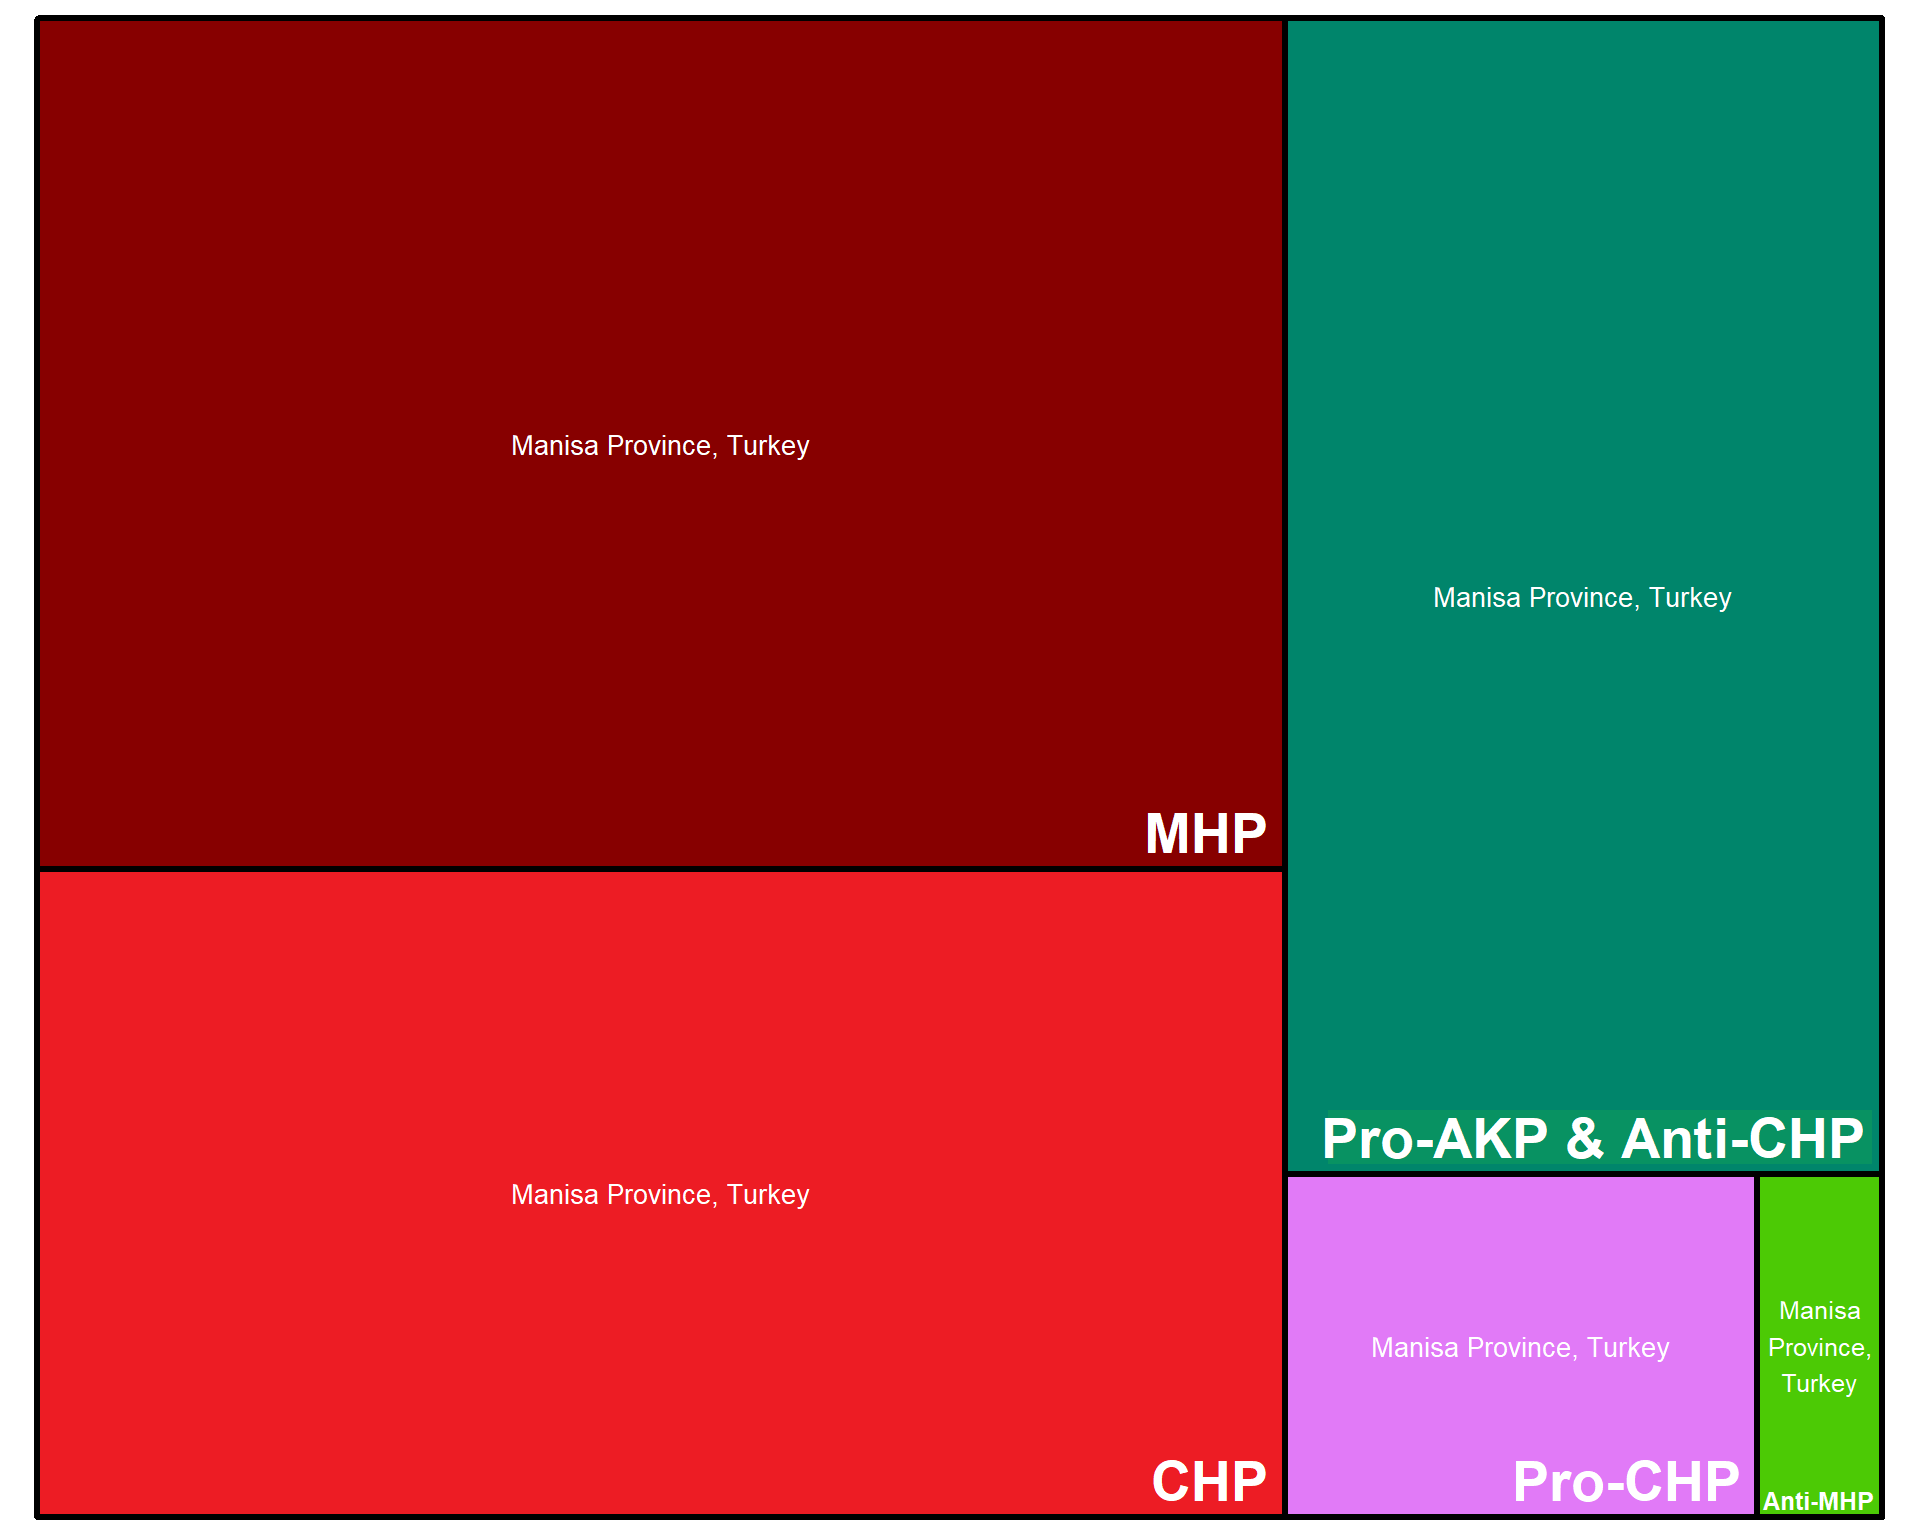 Manisa Province, Turkey
MHP
Manisa Province, Turkey
CHP
Manisa Province, Turkey
Pro-AKP & Anti-CHP
Manisa Province, Turkey
Pro-CHP
Manisa
Province,
Turkey
Anti-MHP